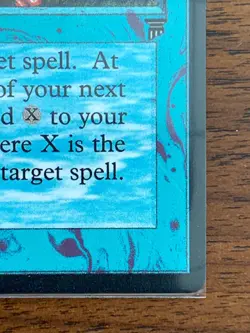 et spell. At
of your next
d X to your
ere X is the
target spell.